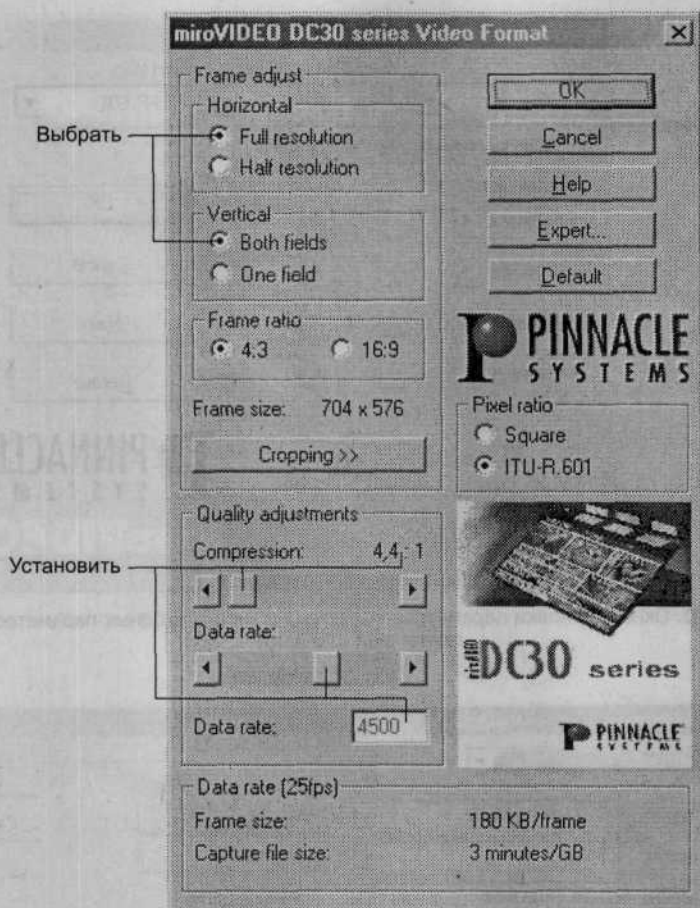 miroVIDEO DC30 series Video Format
Frame adjust
Horizontal
Выбрать
Full resolution
Half resolution
Vertical
Both fields
One field
Frame ratio
4:3 16:9
Frame size: 704 x 576
Cropping >>
OK
Cancel
Help
Expert...
Default
PINNACLE
SYSTEMS
Pixel ratio
Square
ITU-R.601
Quality adjustments
Compression: 4,4 : 1
Установить
Data rate:
Data rate: 4500
DC30 series
PINNACLE
SYSTEMS
Data rate (25fps)
Frame size: 180 KB/frame
Capture file size: 3 minutes/GB